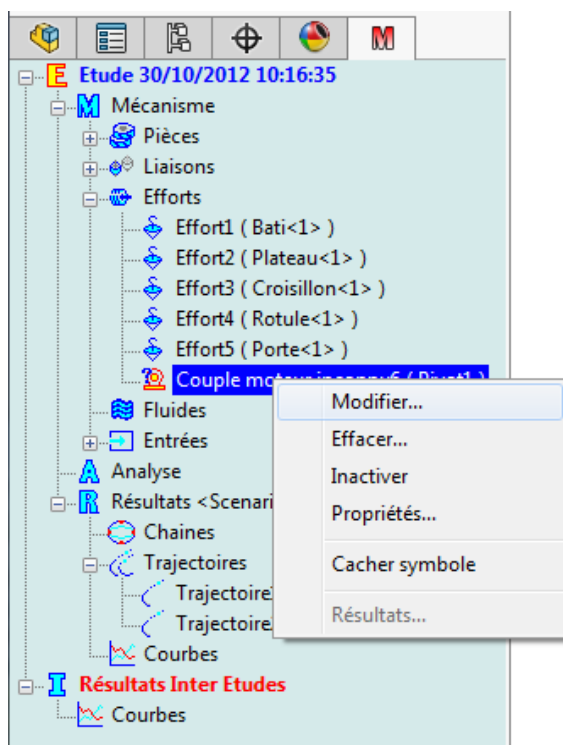 E Etude 30/10/2012 10:16:35
M Mécanisme
Pièces
Liaisons
Efforts
Effort1 ( Bati<1> )
Effort2 ( Plateau<1> )
Effort3 ( Croisillon<1> )
Effort4 ( Rotule<1> )
Effort5 ( Porte<1> )
Couple moteur inconnu6 ( Pivot1 )
Modifier...
Effacer...
Inactiver
Propriétés...
Cacher symbole
Résultats...
Fluides
Entrées
A Analyse
R Résultats <Scenari
Chaines
Trajectoires
Trajectoire
Trajectoire
Courbes
I Résultats Inter Etudes
Courbes